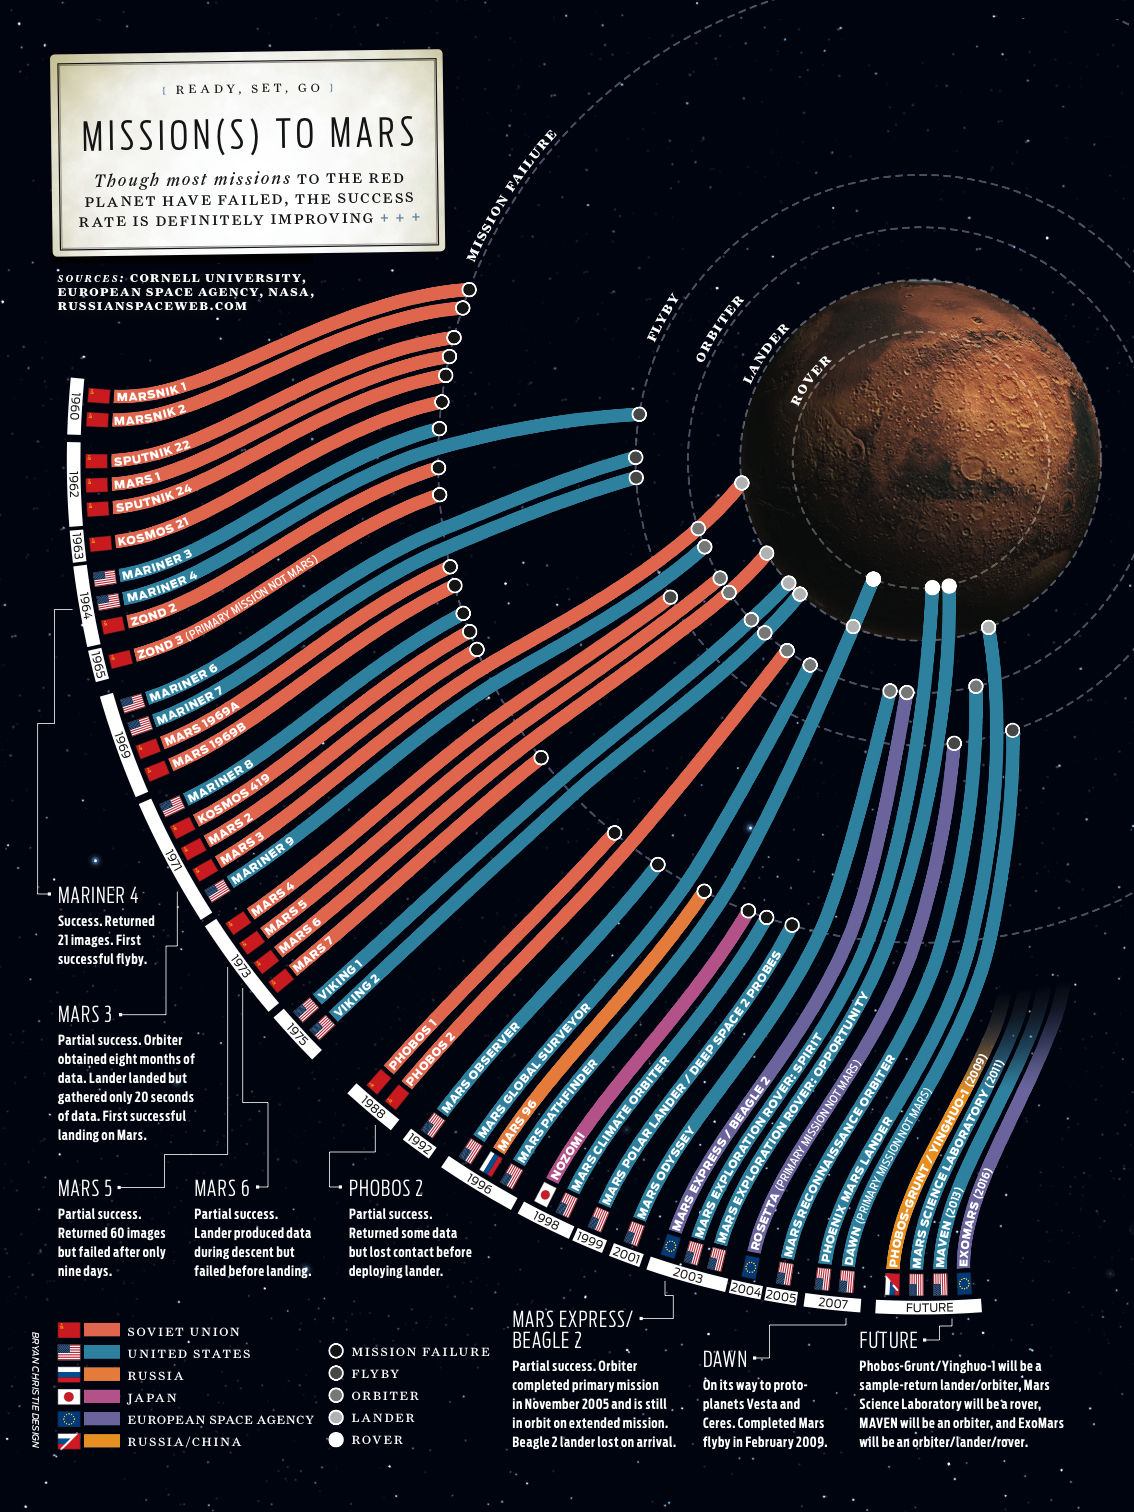 { READY, SET, GO }
MISSION(S) TO MARS
Though most missions TO THE RED
PLANET HAVE FAILED, THE SUCCESS
RATE IS DEFINITELY IMPROVING + + +
SOURCES: CORNELL UNIVERSITY,
EUROPEAN SPACE AGENCY, NASA,
RUSSIANSPACEWEB.COM
MISSION FAILURE
FLYBY
ORBITER
LANDER
ROVER
1960
MARSNIK 1
MARSNIK 2
1962
SPUTNIK 22
MARS 1
SPUTNIK 24
1963
KOSMOS 21
1964
MARINER 3
MARINER 4
ZOND 2
1965
ZOND 3 (PRIMARY MISSION NOT MARS)
1969
MARINER 6
MARINER 7
MARS 1969A
MARS 1969B
1971
MARINER 8
KOSMOS 419
MARS 2
MARS 3
MARINER 9
1973
MARS 4
MARS 5
MARS 6
MARS 7
1975
VIKING 1
VIKING 2
1988
PHOBOS 1
PHOBOS 2
1992
MARS OBSERVER
1996
MARS GLOBAL SURVEYOR
MARS 96
MARS PATHFINDER
1998
NOZOMI
MARS CLIMATE ORBITER
1999
MARS POLAR LANDER / DEEP SPACE 2 PROBES
2001
MARS ODYSSEY
2003
MARS EXPRESS / BEAGLE 2
MARS EXPLORATION ROVER: SPIRIT
MARS EXPLORATION ROVER: OPPORTUNITY
2004
ROSETTA (PRIMARY MISSION NOT MARS)
2005
MARS RECONNAISSANCE ORBITER
2007
PHOENIX MARS LANDER
DAWN (PRIMARY MISSION NOT MARS)
FUTURE
PHOBOS-GRUNT / YINGHUO-1 (2009)
MARS SCIENCE LABORATORY (2011)
MAVEN (2013)
EXOMARS (2016)
MARINER 4
Success. Returned
21 images. First
successful flyby.
MARS 3
Partial success. Orbiter
obtained eight months of
data. Lander landed but
gathered only 20 seconds
of data. First successful
landing on Mars.
MARS 5
Partial success.
Returned 60 images
but failed after only
nine days.
MARS 6
Partial success.
Lander produced data
during descent but
failed before landing.
PHOBOS 2
Partial success.
Returned some data
but lost contact before
deploying lander.
MARS EXPRESS/
BEAGLE 2
Partial success. Orbiter
completed primary mission
in November 2005 and is still
in orbit on extended mission.
Beagle 2 lander lost on arrival.
DAWN
On its way to proto-
planets Vesta and
Ceres. Completed Mars
flyby in February 2009.
FUTURE
Phobos-Grunt/Yinghuo-1 will be a
sample-return lander/orbiter, Mars
Science Laboratory will be a rover,
MAVEN will be an orbiter, and ExoMars
will be an orbiter/lander/rover.
SOVIET UNION
UNITED STATES
RUSSIA
JAPAN
EUROPEAN SPACE AGENCY
RUSSIA/CHINA
MISSION FAILURE
FLYBY
ORBITER
LANDER
ROVER
BRYAN CHRISTIE DESIGN